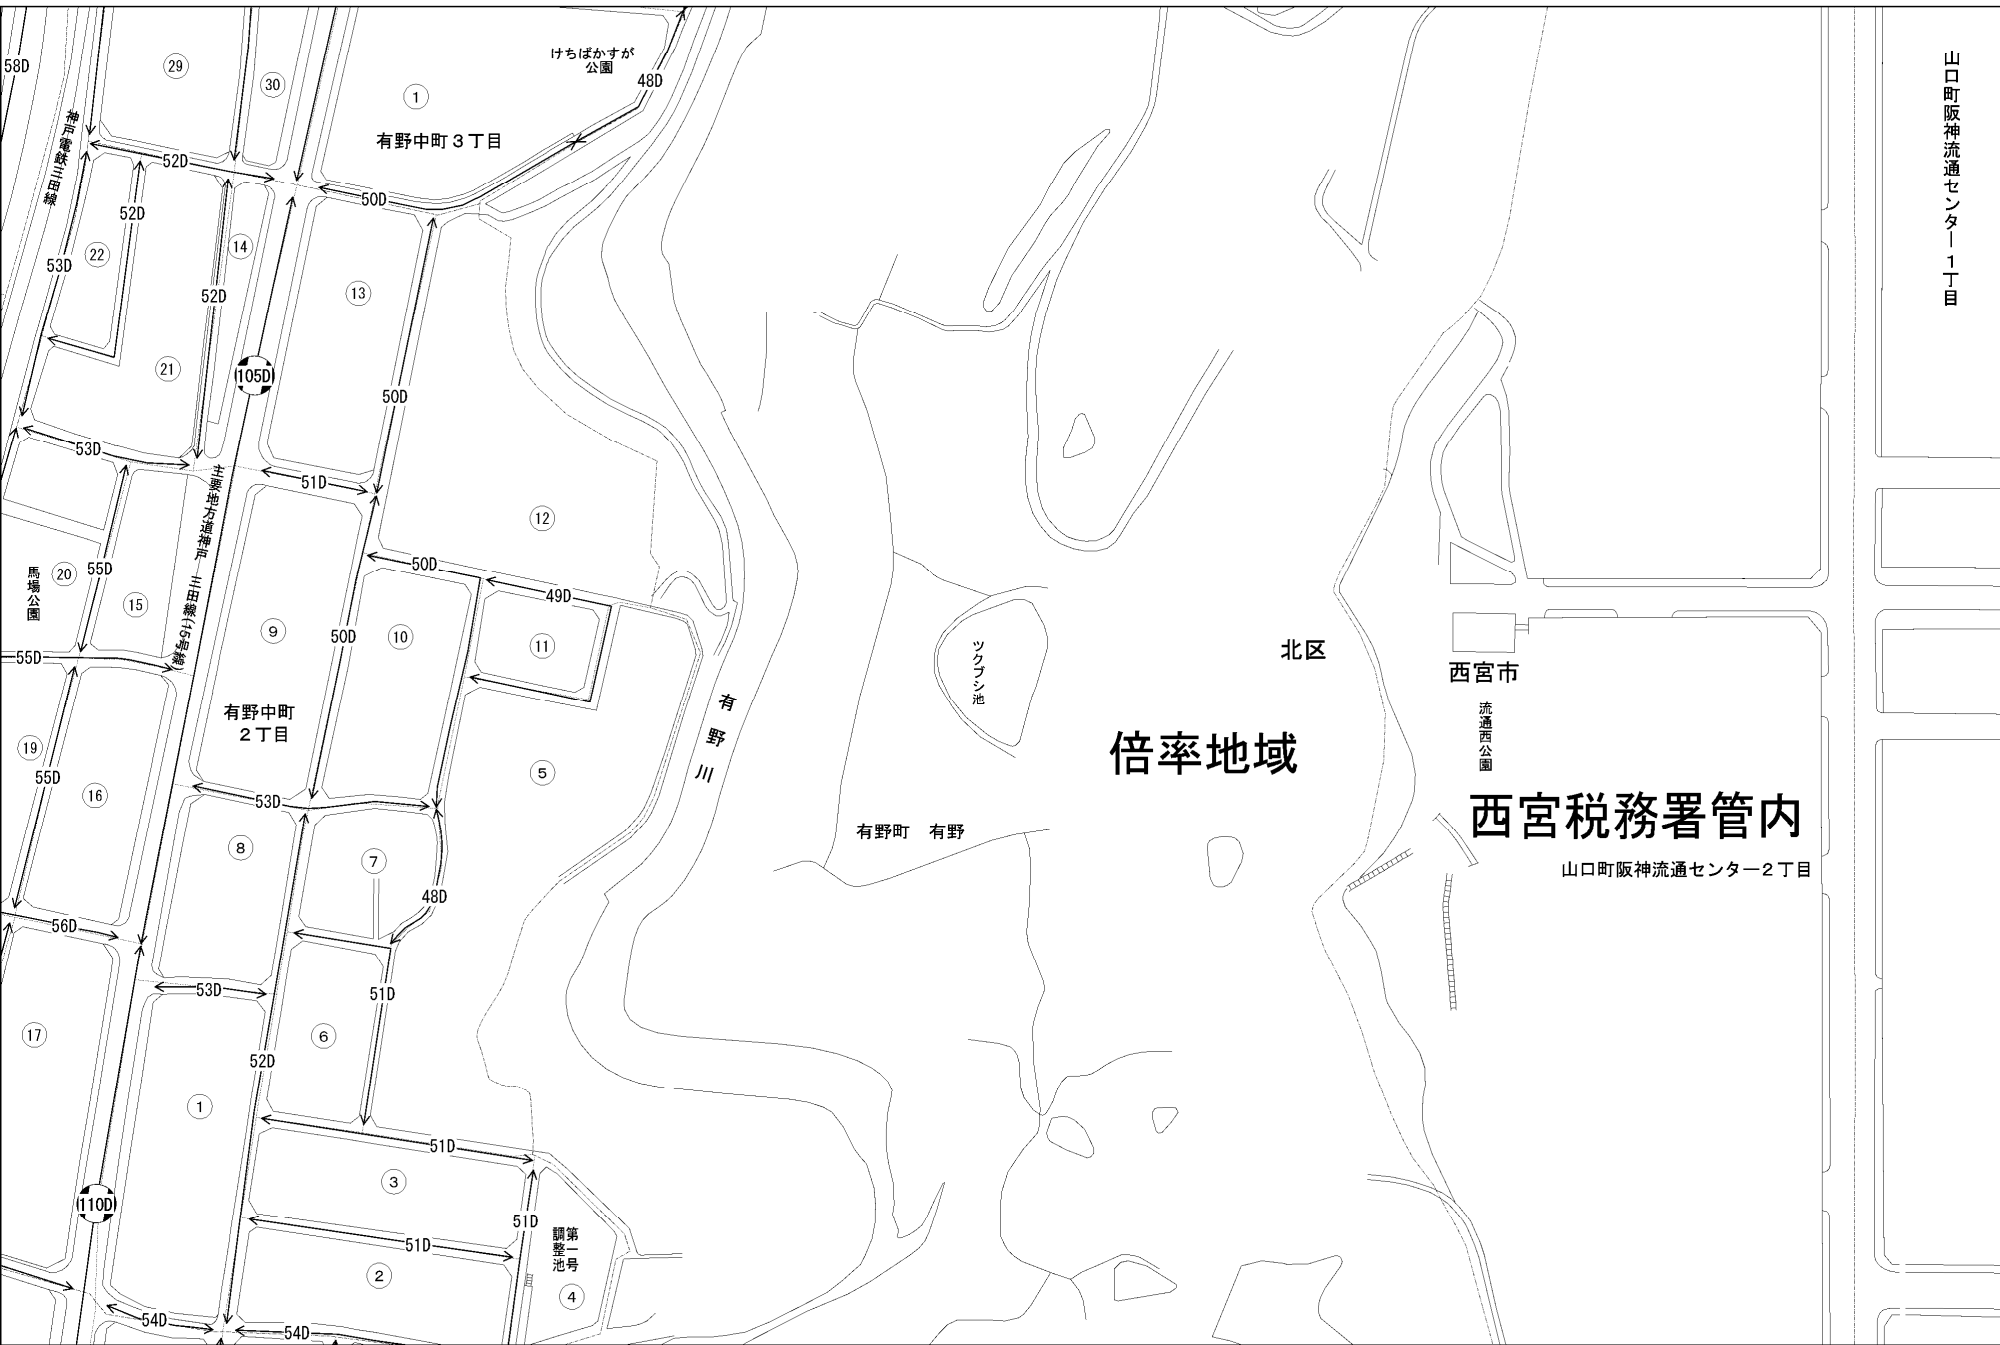 58D
29
30
けちばかすが
公園
48D
1
有野中町3丁目
山口町阪神流通センター1丁目
神戸電鉄三田線
52D
50D
52D
22
53D
14
52D
13
21
105D
50D
53D
51D
主要地方道神戸 三田線(15号線)
12
馬場公園
20
55D
50D
49D
15
9
50D
10
11
55D
ツクブシ池
北区
西宮市
流通西公園
有野中町
2丁目
有野川
倍率地域
19
55D
16
53D
5
西宮税務署管内
有野町 有野
山口町阪神流通センター2丁目
8
7
48D
56D
53D
51D
17
6
52D
1
51D
3
110D
51D
51D
第一号
調整池
2
4
54D
54D